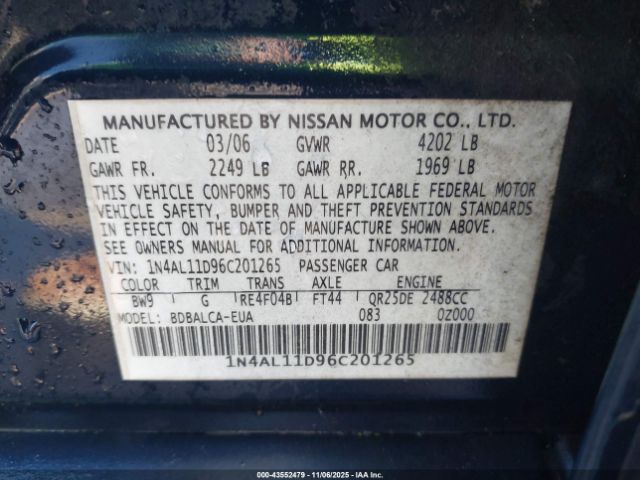 MANUFACTURED BY NISSAN MOTOR CO., LTD.
DATE 03/06 GVWR 4202 LB
GAWR FR. 2249 LB GAWR RR. 1969 LB
THIS VEHICLE CONFORMS TO ALL APPLICABLE FEDERAL MOTOR
VEHICLE SAFETY, BUMPER AND THEFT PREVENTION STANDARDS
IN EFFECT ON THE DATE OF MANUFACTURE SHOWN ABOVE.
SEE OWNERS MANUAL FOR ADDITIONAL INFORMATION.
VIN: 1N4AL11D96C201265 PASSENGER CAR
COLOR TRIM TRANS AXLE ENGINE
BW9 G RE4F04B FT44 QR25DE 2488CC
MODEL BDBALCA-EUA 083 0Z000
1N4AL11D96C201265
000-43552479 - 11/06/2025 - IAA Inc.